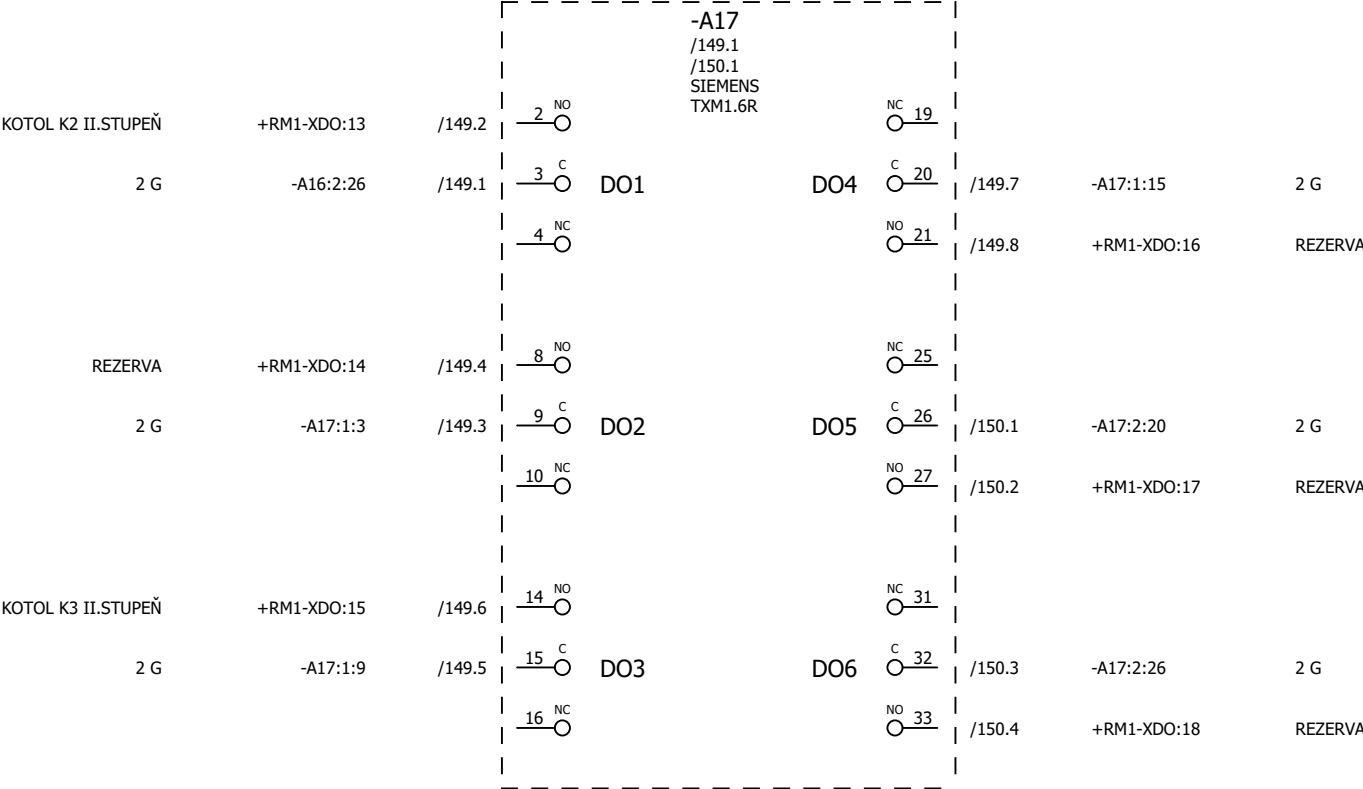 -A17
/149.1
/150.1
SIEMENS
TXM1.6R
KOTOL K2 II.STUPEŇ +RM1-XDO:13 /149.2 2 NO NC 19
2 G -A16:2:26 /149.1 3 C DO1 DO4 C 20 /149.7 -A17:1:15 2 G
4 NC NO 21 /149.8 +RM1-XDO:16 REZERVA
REZERVA +RM1-XDO:14 /149.4 8 NO NC 25
2 G -A17:1:3 /149.3 9 C DO2 DO5 C 26 /150.1 -A17:2:20 2 G
10 NC NO 27 /150.2 +RM1-XDO:17 REZERVA
KOTOL K3 II.STUPEŇ +RM1-XDO:15 /149.6 14 NO NC 31
2 G -A17:1:9 /149.5 15 C DO3 DO6 C 32 /150.3 -A17:2:26 2 G
16 NC NO 33 /150.4 +RM1-XDO:18 REZERVA